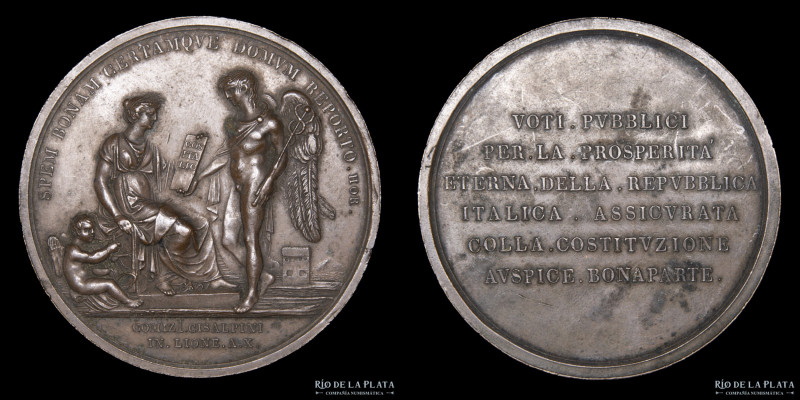 SPEM BONAM CERTAMQVE DOMVM REPORTO. HOR.
COMIZI. CISALPINI
IN. LIONE. A.X.
VOTI . PVBBLICI
PER . LA . PROSPERITA'
ETERNA . DELLA . REPVBBLICA
ITALICA . ASSICVRATA
COLLA . COSTITVZIONE
AVSPICE . BONAPARTE .
RÍO DE LA PLATA
COMPAÑÍA NUMISMÁTICA
RÍO DE LA PLATA
COMPAÑÍA NUMISMÁTICA